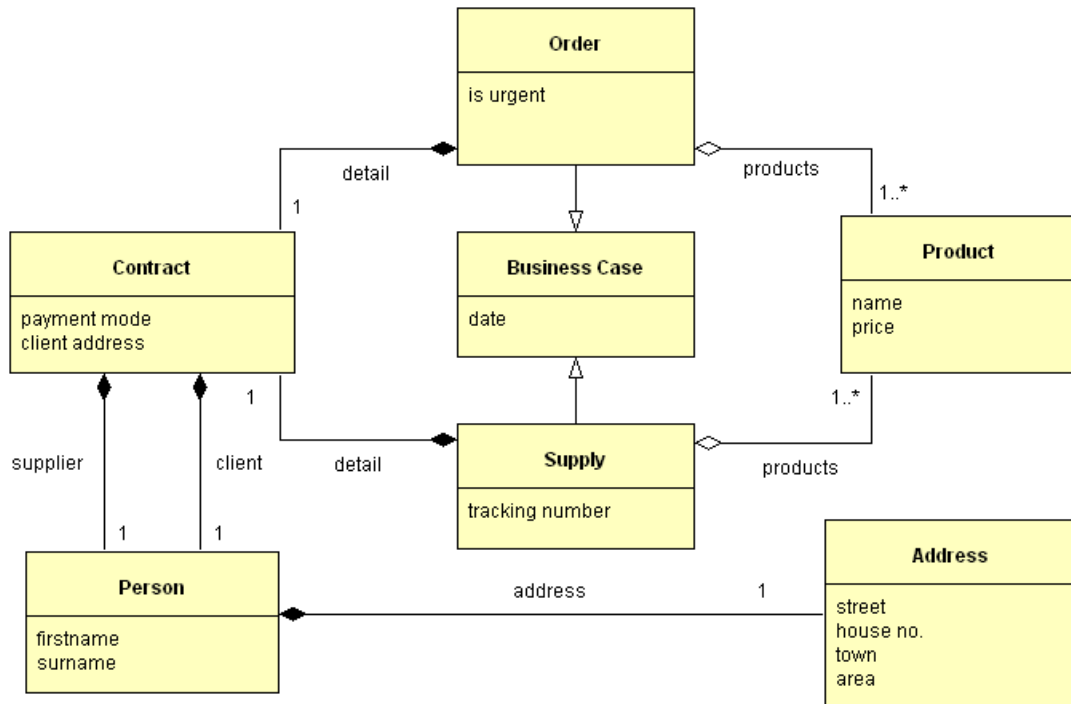 Order
is urgent
detail
products
1
1..*
Contract
payment mode
client address
Business Case
date
Product
name
price
1
1..*
supplier
client
detail
Supply
tracking number
products
1
1
Person
firstname
surname
address
1
Address
street
house no.
town
area